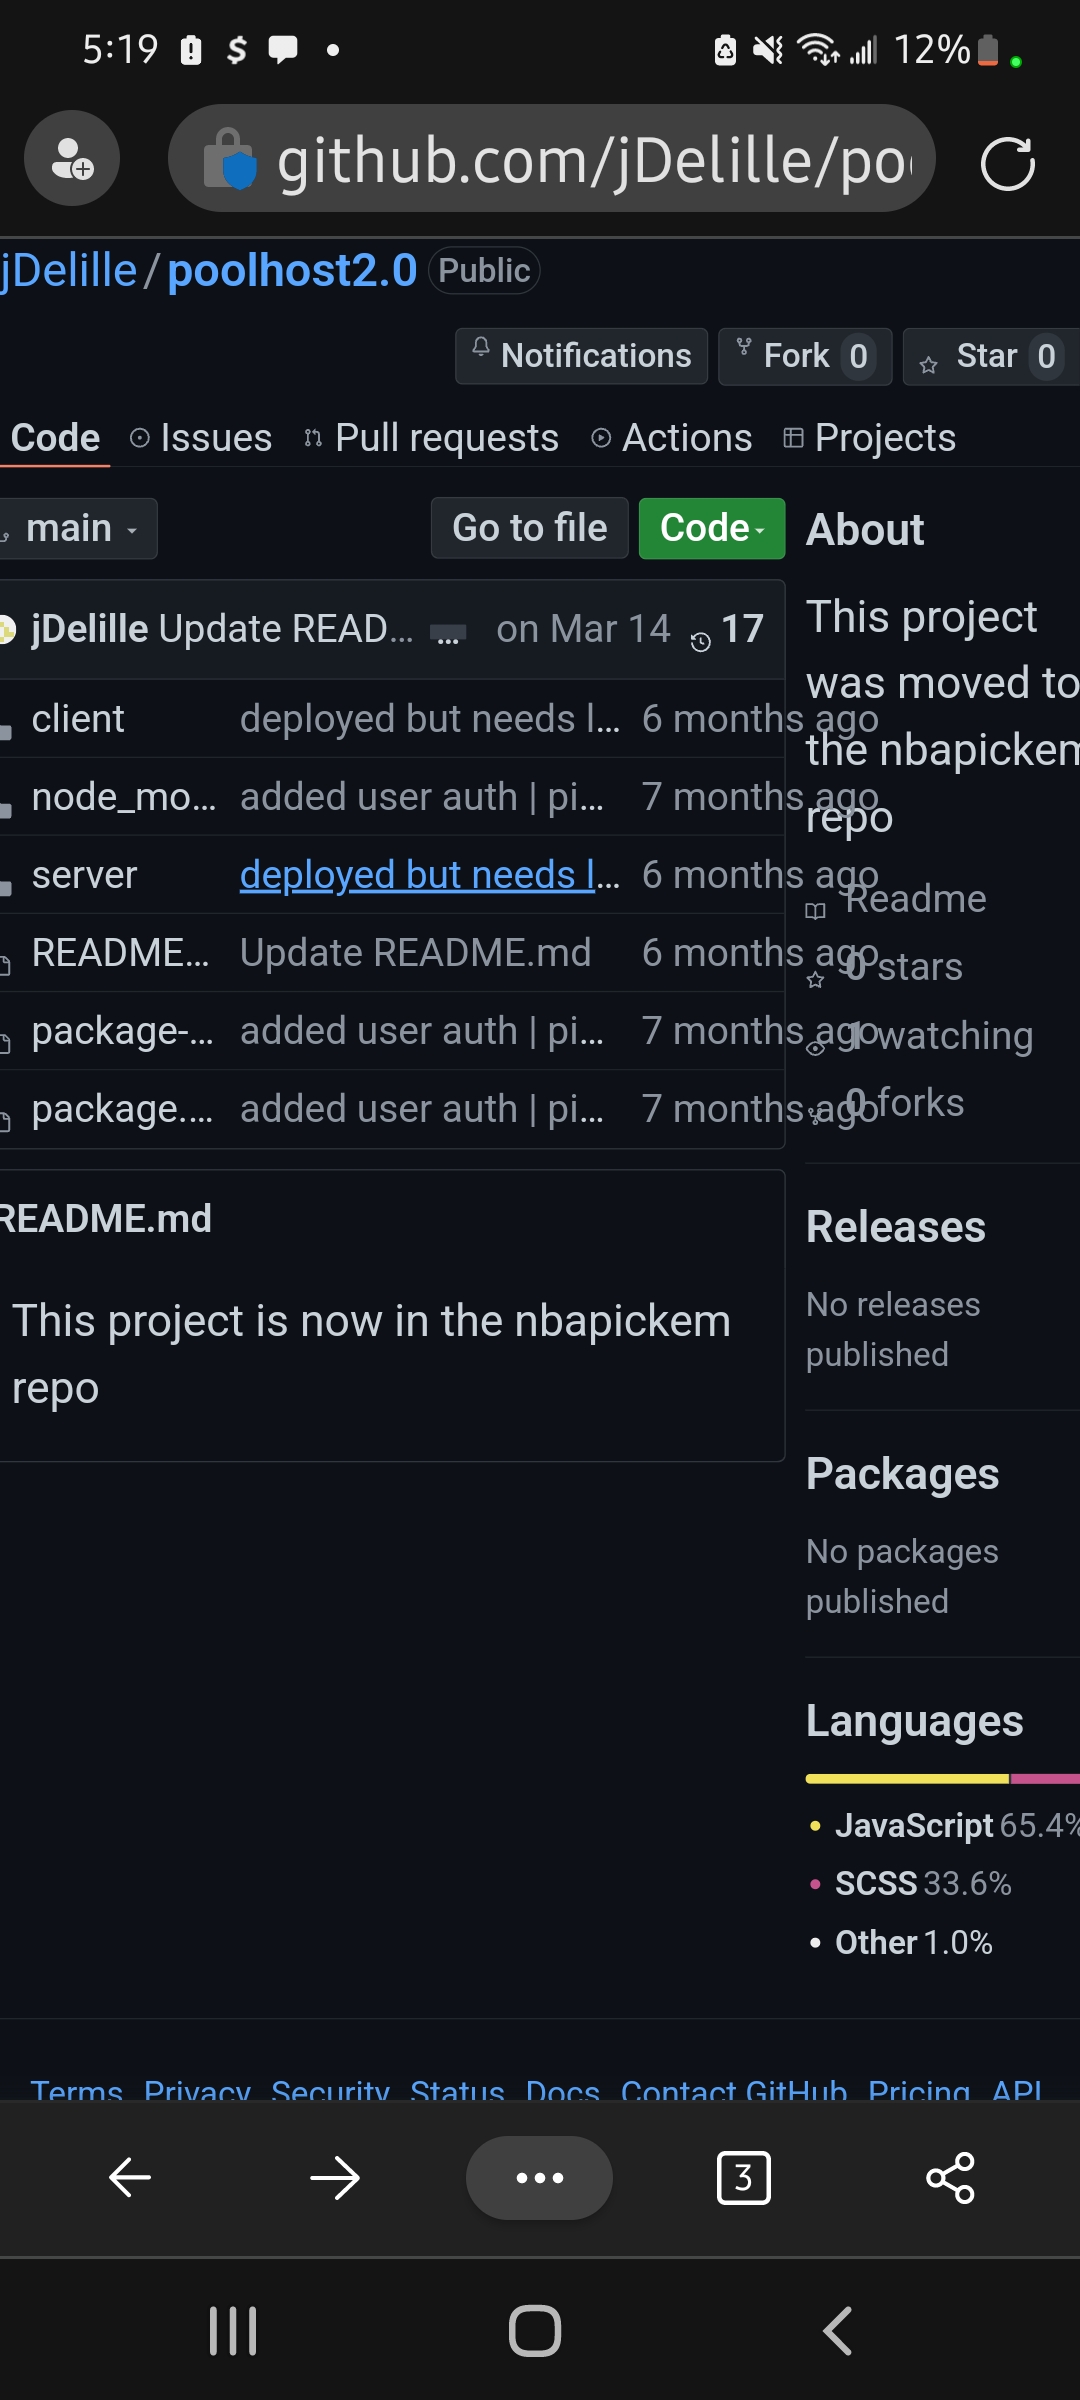 5:19 12%
github.com/jDelille/po
jDelille / poolhost2.0 Public
Notifications Fork 0 Star 0
Code Issues Pull requests Actions Projects
main Go to file Code
jDelille Update READ… ... on Mar 14 17
client deployed but needs l… 6 months ago
node_mo… added user auth | pi… 7 months ago
server deployed but needs l… 6 months ago
README… Update README.md 6 months ago
package-… added user auth | pi… 7 months ago
package.… added user auth | pi… 7 months ago
README.md
This project is now in the nbapickem
repo
About
This project
was moved to
the nbapickem
repo
Readme
0 stars
1 watching
0 forks
Releases
No releases
published
Packages
No packages
published
Languages
JavaScript 65.4%
SCSS 33.6%
Other 1.0%
Terms Privacy Security Status Docs Contact GitHub Pricing API
3